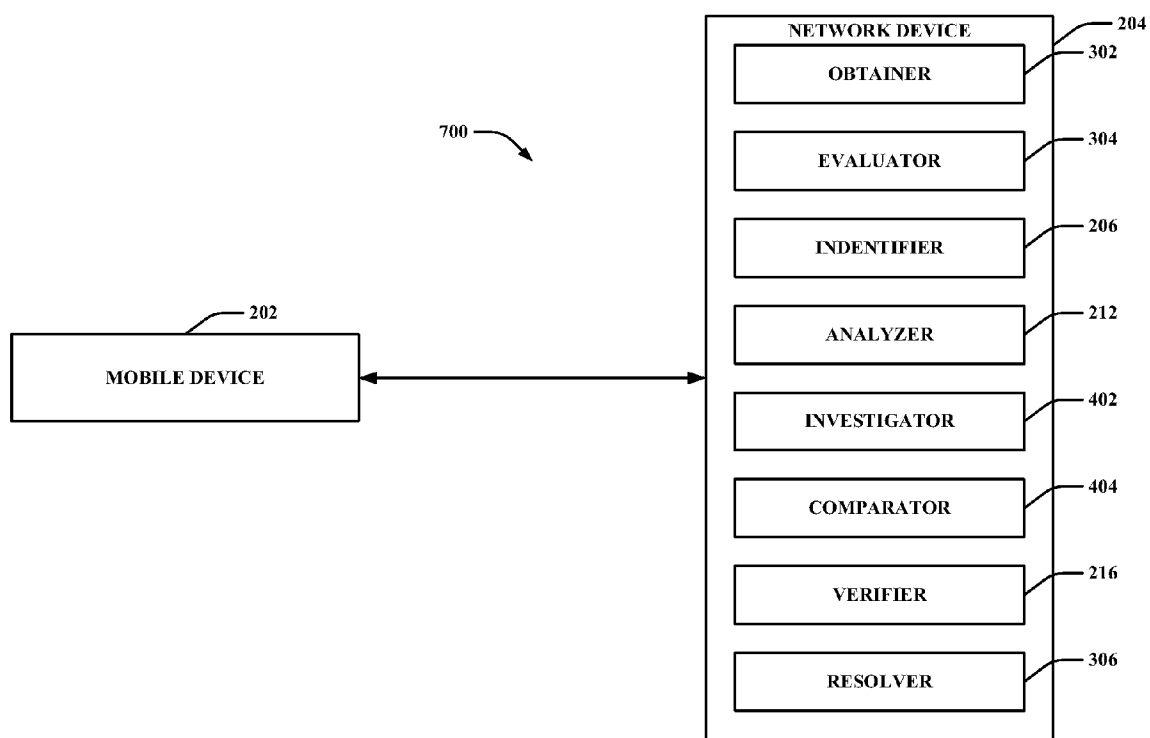 NETWORK DEVICE
204
OBTAINER
302
700
EVALUATOR
304
INDENTIFIER
206
202
ANALYZER
212
MOBILE DEVICE
INVESTIGATOR
402
COMPARATOR
404
VERIFIER
216
RESOLVER
306